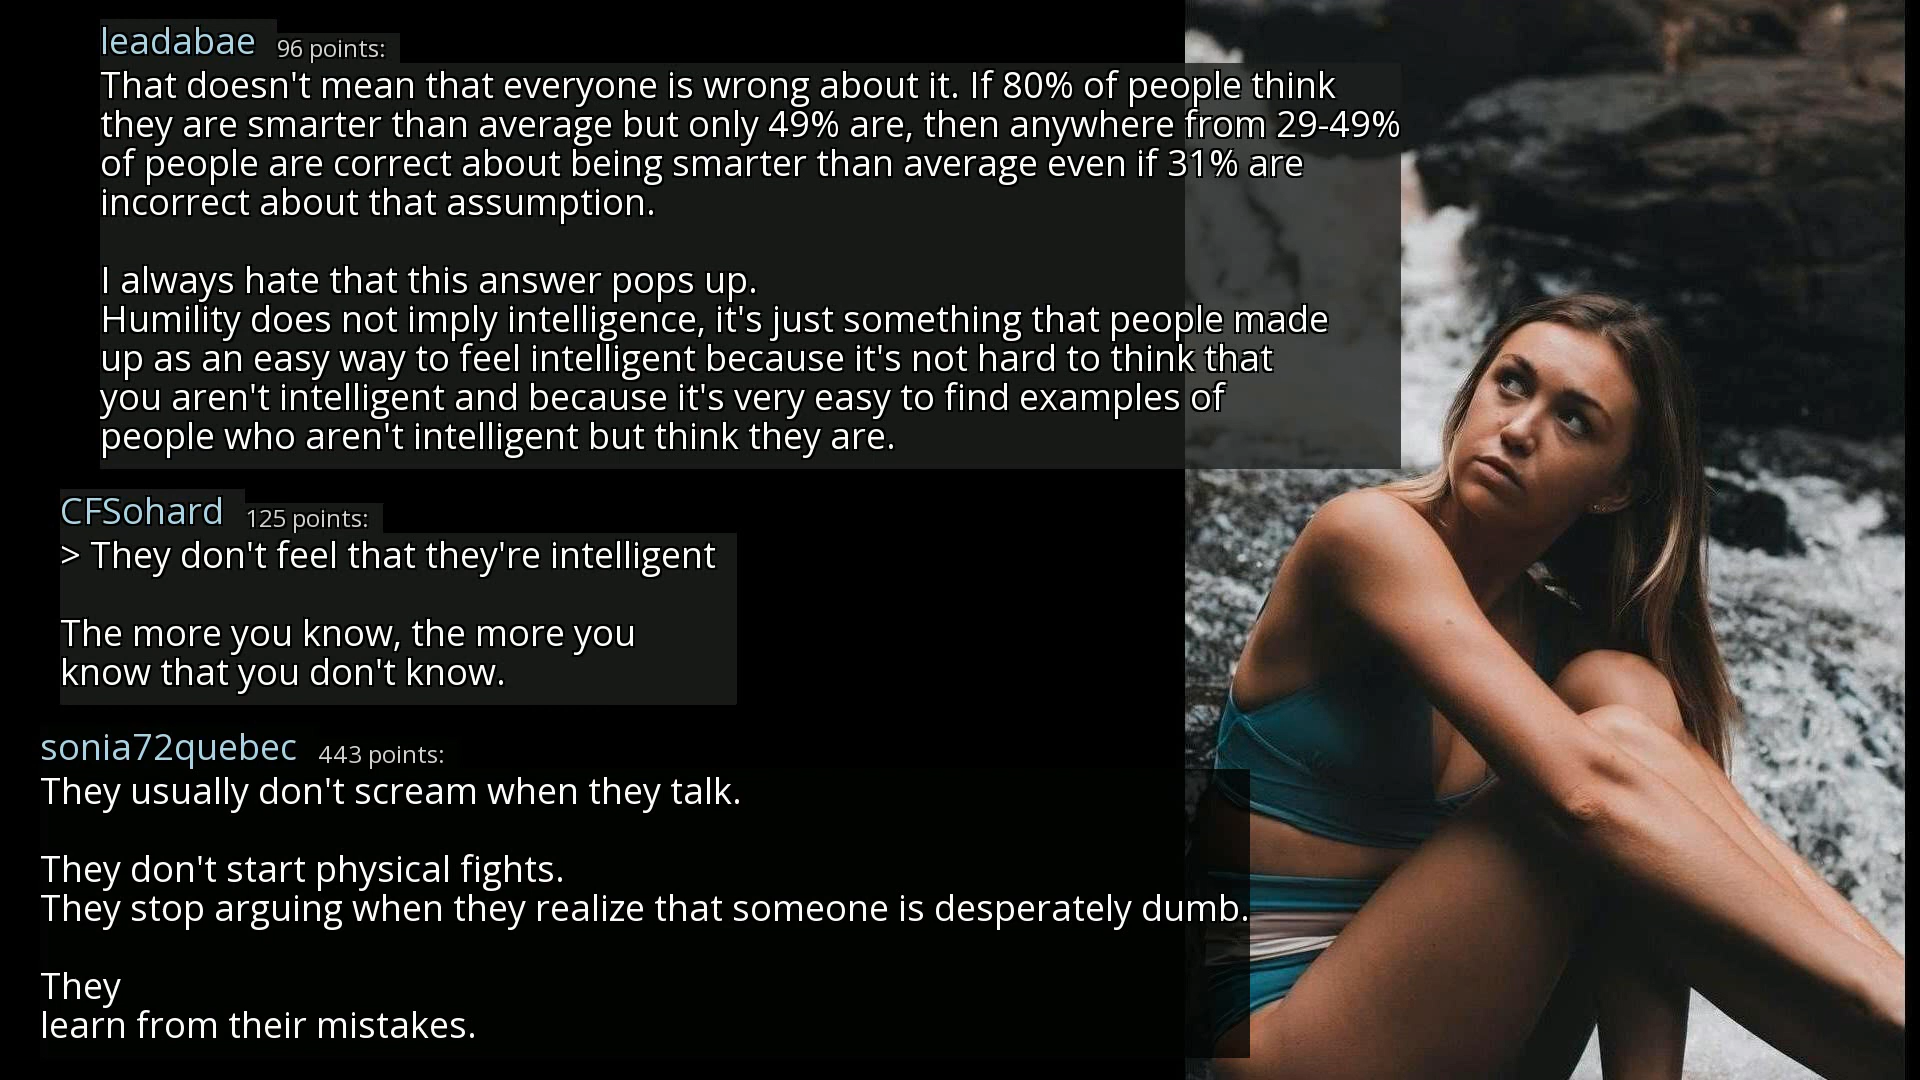 leadabae 96 points:
That doesn't mean that everyone is wrong about it. If 80% of people think
they are smarter than average but only 49% are, then anywhere from 29-49%
of people are correct about being smarter than average even if 31% are
incorrect about that assumption.
I always hate that this answer pops up.
Humility does not imply intelligence, it's just something that people made
up as an easy way to feel intelligent because it's not hard to think that
you aren't intelligent and because it's very easy to find examples of
people who aren't intelligent but think they are.
CFSohard 125 points:
> They don't feel that they're intelligent
The more you know, the more you
know that you don't know.
sonia72quebec 443 points:
They usually don't scream when they talk.
They don't start physical fights.
They stop arguing when they realize that someone is desperately dumb.
They
learn from their mistakes.